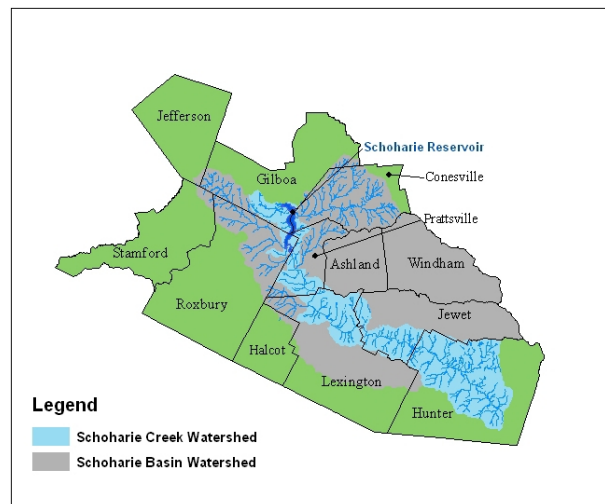 Jefferson
Schoharie Reservoir
Gilboa
Conesville
Prattsville
Stamford
Ashland
Windham
Roxbury
Jewet
Halcot
Lexington
Hunter
Legend
Schoharie Creek Watershed
Schoharie Basin Watershed